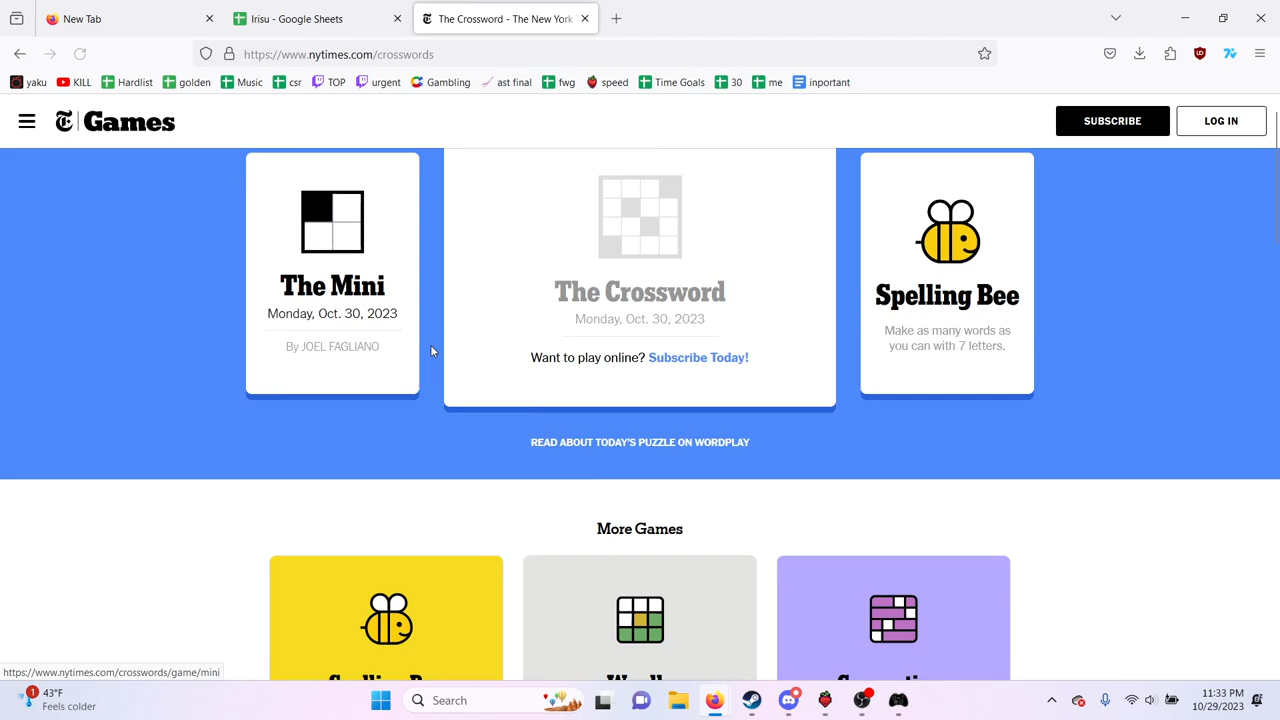 New Tab
Irisu - Google Sheets
The Crossword - The New York
https://www.nytimes.com/crosswords
yaku
KILL
Hardlist
golden
Music
csr
TOP
urgent
Gambling
ast final
fwg
speed
Time Goals
30
me
inportant
Games
SUBSCRIBE
LOG IN
The Mini
Monday, Oct. 30, 2023
By JOEL FAGLIANO
The Crossword
Monday, Oct. 30, 2023
Want to play online? Subscribe Today!
Spelling Bee
Make as many words as
you can with 7 letters.
READ ABOUT TODAY'S PUZZLE ON WORDPLAY
More Games
https://www.nytimes.com/crosswords/game/mini
1
43°F
Feels colder
Search
11:33 PM
10/29/2023